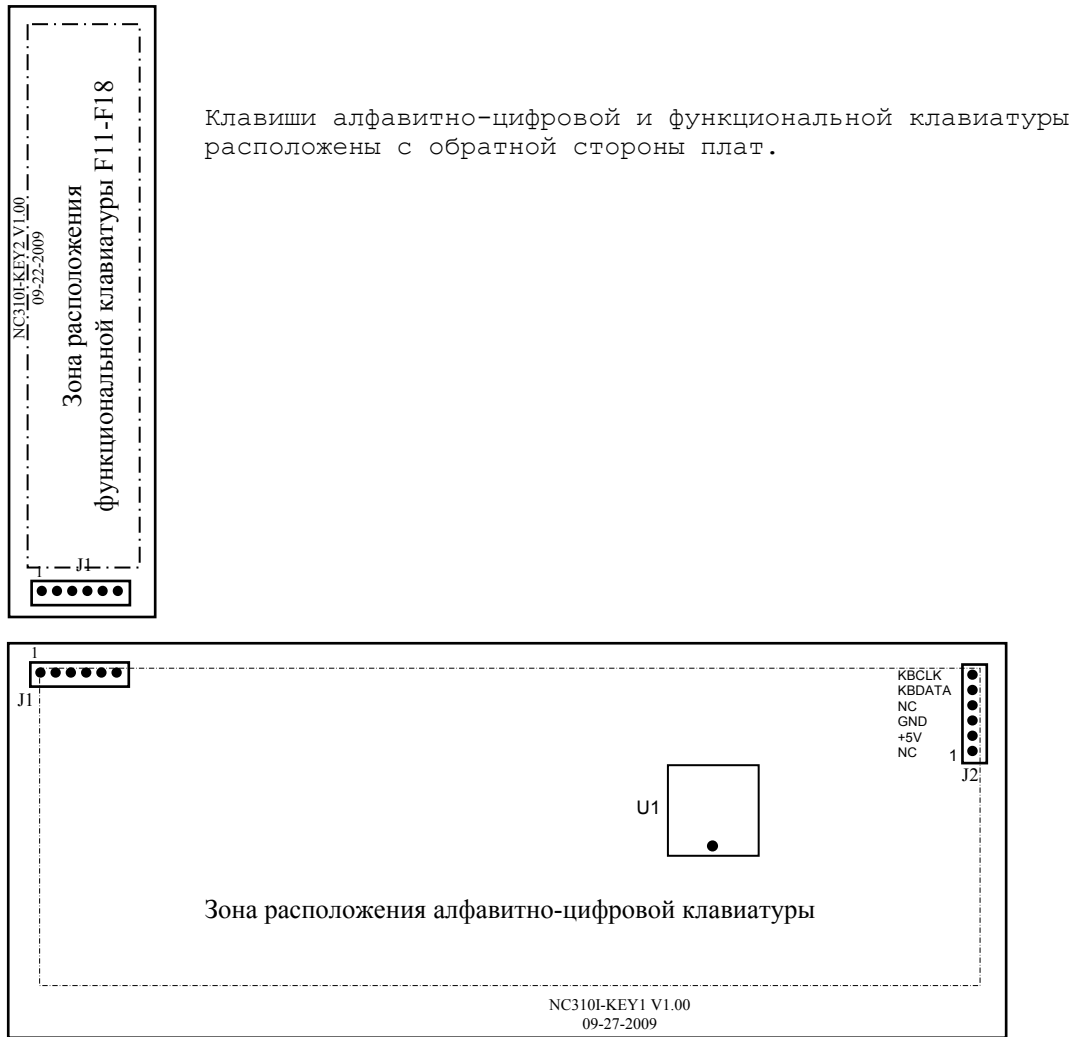 Клавиши алфавитно-цифровой и функциональной клавиатуры
расположены с обратной стороны плат.
NC310I-KEY2 V1.00
09-22-2009
Зона расположения
функциональной клавиатуры F11-F18
J1
1
1
J1
KBCLK
KBDATA
NC
GND
+5V
NC
1
J2
U1
Зона расположения алфавитно-цифровой клавиатуры
NC310I-KEY1 V1.00
09-27-2009